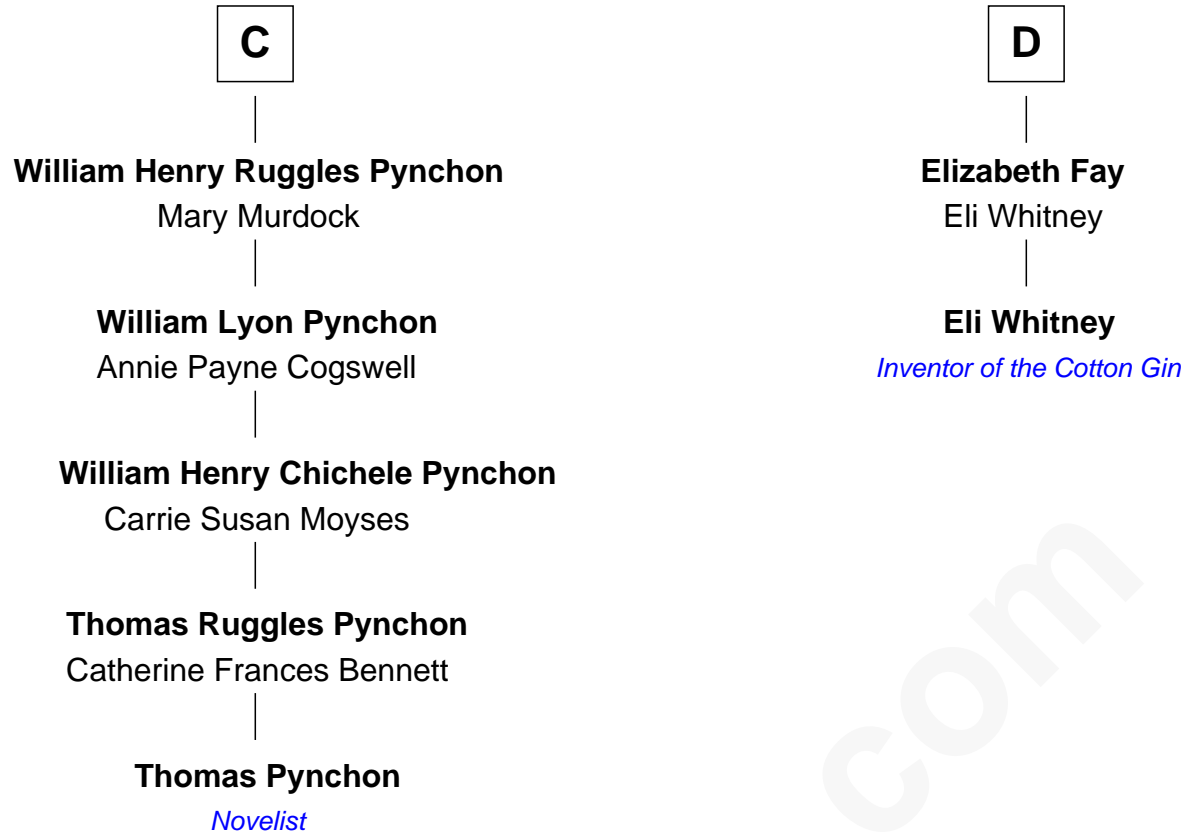 C
William Henry Ruggles Pynchon
Mary Murdock
William Lyon Pynchon
Annie Payne Cogswell
William Henry Chichele Pynchon
Carrie Susan Moyses
Thomas Ruggles Pynchon
Catherine Frances Bennett
Thomas Pynchon
Novelist
D
Elizabeth Fay
Eli Whitney
Eli Whitney
Inventor of the Cotton Gin
com